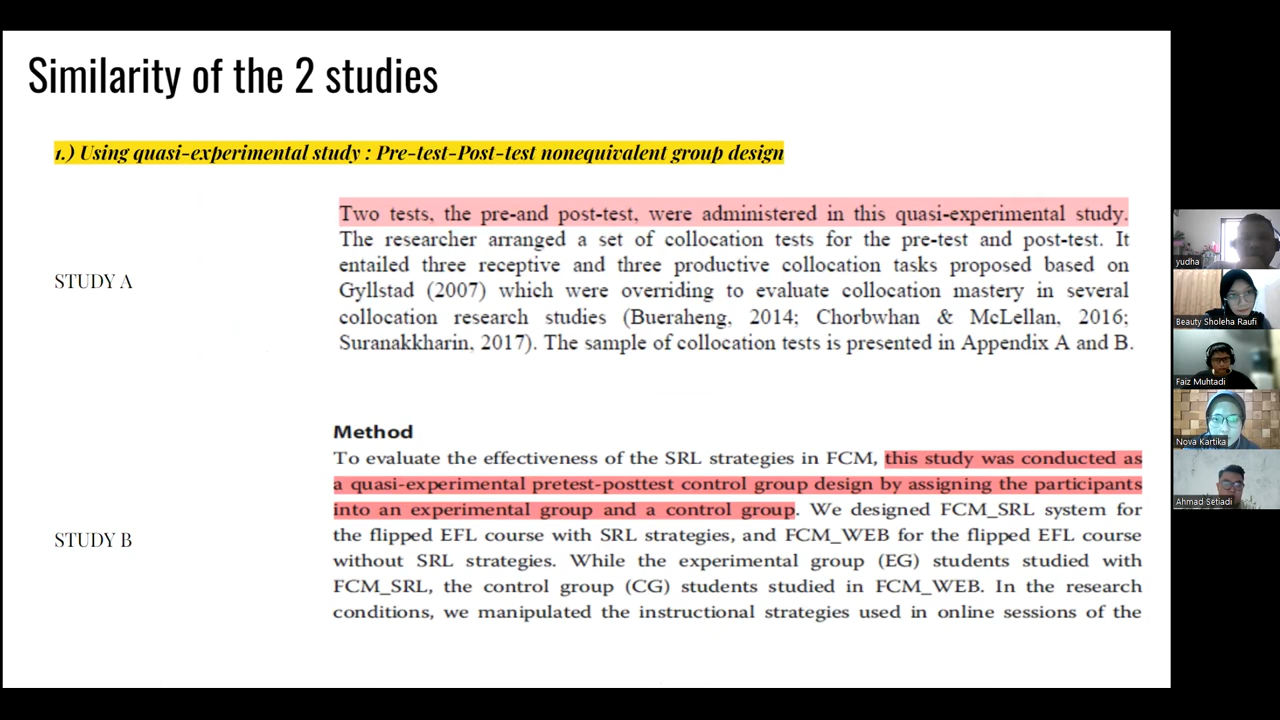 Similarity of the 2 studies
1.) Using quasi-experimental study : Pre-test-Post-test nonequivalent group design
STUDY A
Two tests, the pre-and post-test, were administered in this quasi-experimental study.
The researcher arranged a set of collocation tests for the pre-test and post-test. It
entailed three receptive and three productive collocation tasks proposed based on
Gyllstad (2007) which were overriding to evaluate collocation mastery in several
collocation research studies (Bueraheng, 2014; Chorbwhan & McLellan, 2016;
Suranakkharin, 2017). The sample of collocation tests is presented in Appendix A and B.
STUDY B
Method
To evaluate the effectiveness of the SRL strategies in FCM, this study was conducted as
a quasi-experimental pretest-posttest control group design by assigning the participants
into an experimental group and a control group. We designed FCM_SRL system for
the flipped EFL course with SRL strategies, and FCM_WEB for the flipped EFL course
without SRL strategies. While the experimental group (EG) students studied with
FCM_SRL, the control group (CG) students studied in FCM_WEB. In the research
conditions, we manipulated the instructional strategies used in online sessions of the
yudha
Beauty Sholeha Raufi
Faiz Muhtadi
Nova Kartika
Ahmad Setiadi